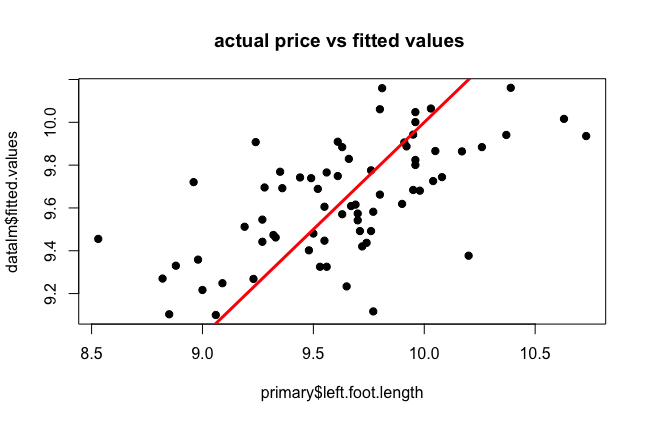 actual price vs fitted values
datalm$fitted.values
10.0
9.8
9.6
9.4
9.2
8.5 9.0 9.5 10.0 10.5
primary$left.foot.length